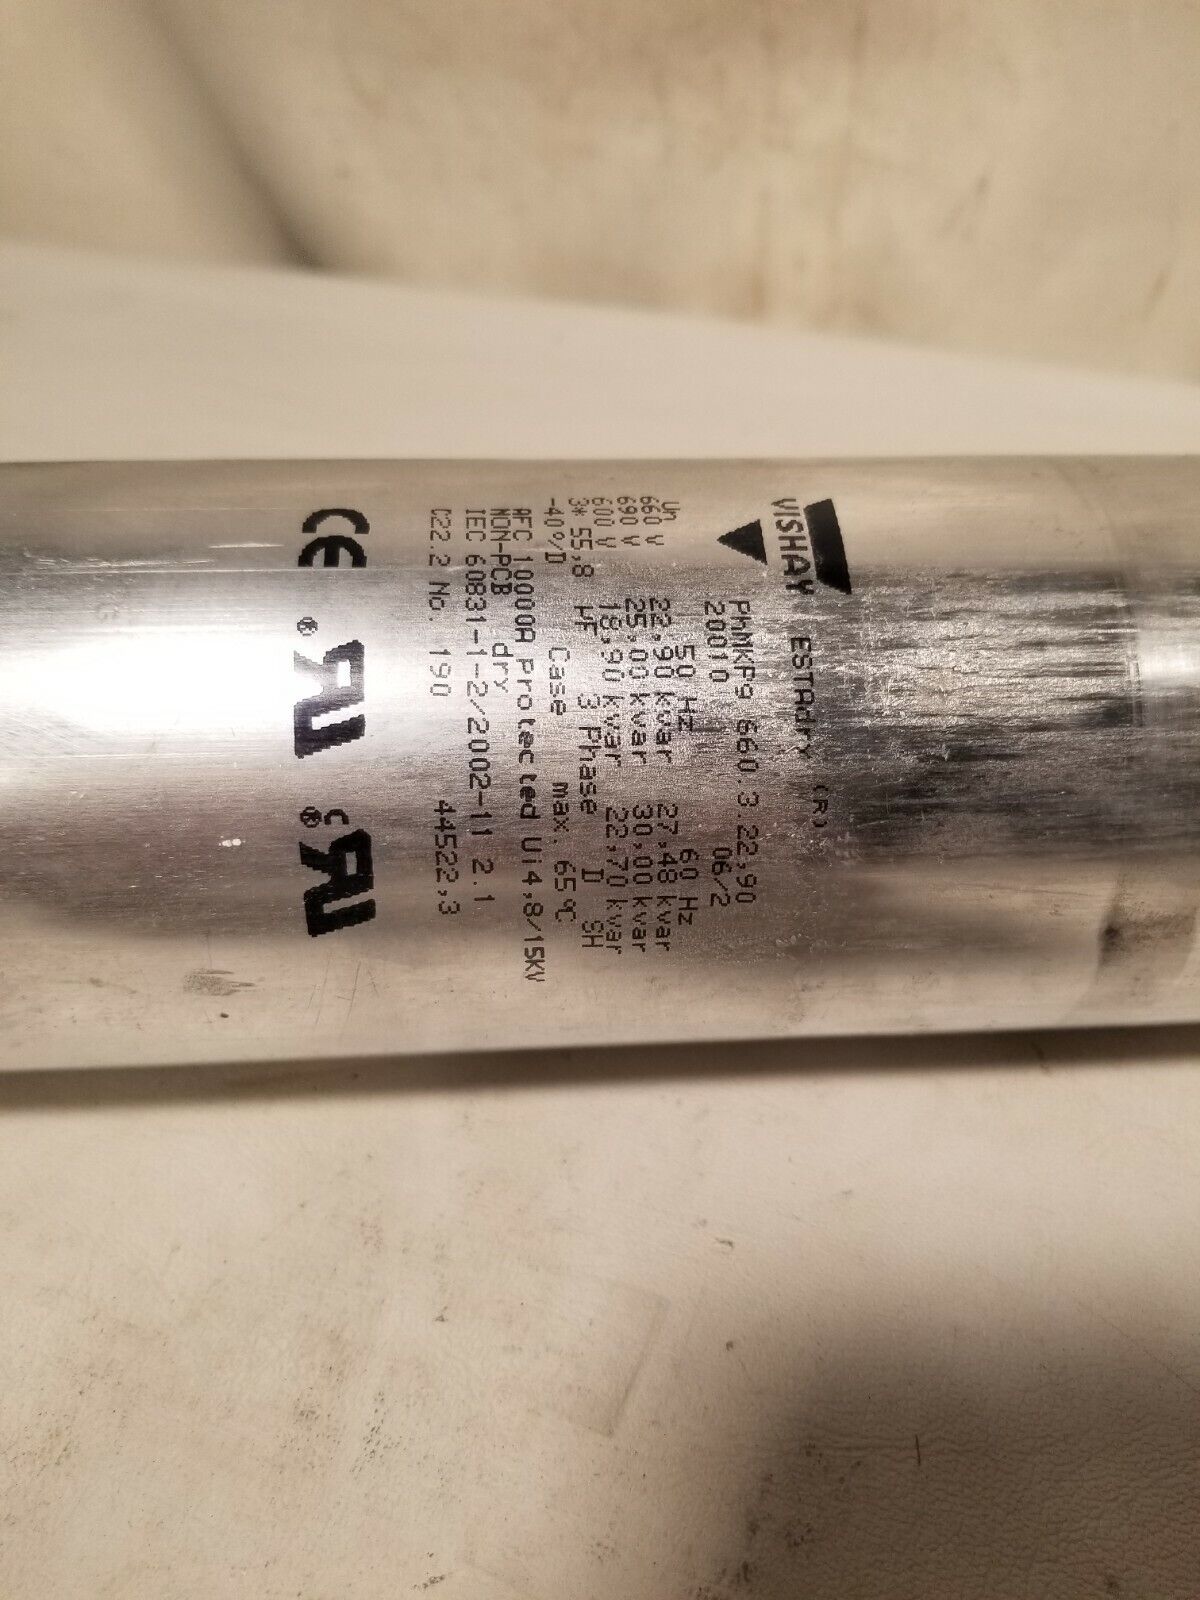 VISHAY ESTAdry (R)
PhMKP9 660.3.22,90
20010 06/2
Un 50 Hz 60 Hz
660 V 22,90 kvar 27,48 kvar
690 V 25,00 kvar 30,00 kvar
600 V 18,90 kvar 22,70 kvar
3* 55,8 µF 3 Phase D SH
-40°/D Case max. 65°C
AFC 10000A Protected Ui4,8/15KV
NON-PCB dry
IEC 60831-1-2/2002-11 2.1
C22.2 No. 190 44522,3
CE ® c ®